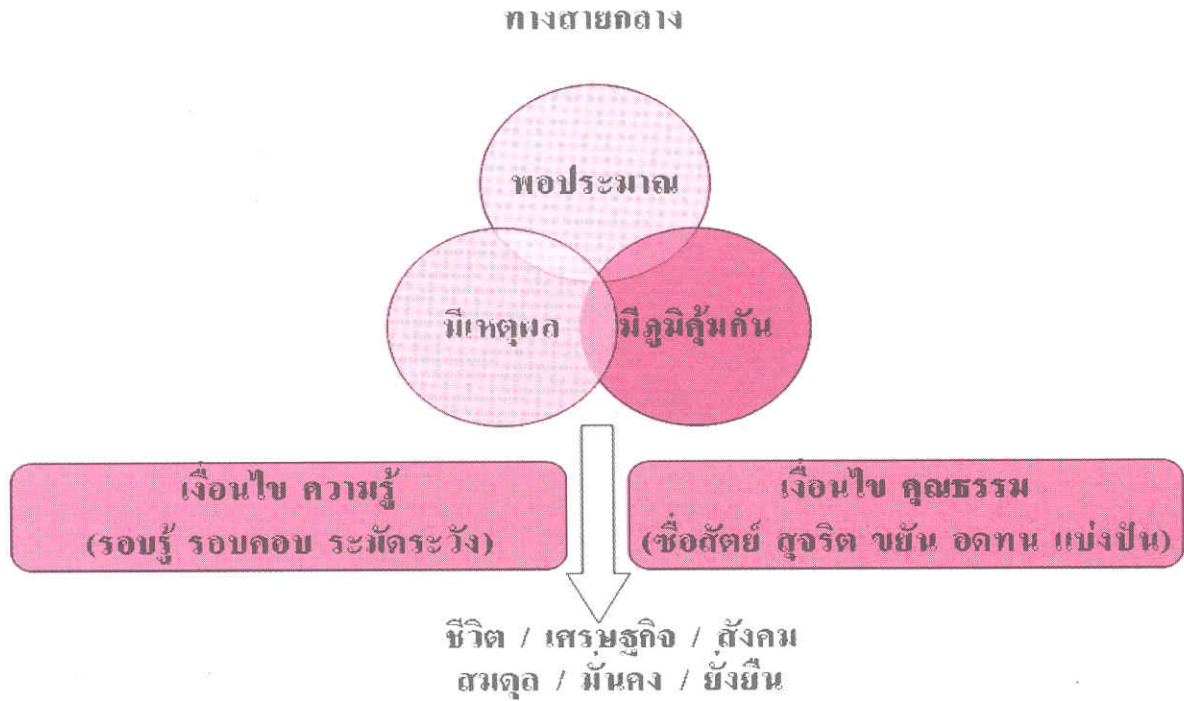 ทางสายกลาง
พอประมาณ
มีเหตุผล
มีภูมิคุ้มกัน
เงื่อนไข ความรู้
(รอบรู้ รอบคอบ ระมัดระวัง)
เงื่อนไข คุณธรรม
(ซื่อสัตย์ สุจริต ขยัน อดทน แบ่งปัน)
ชีวิต / เศรษฐกิจ / สังคม
สมดุล / มั่นคง / ยั่งยืน